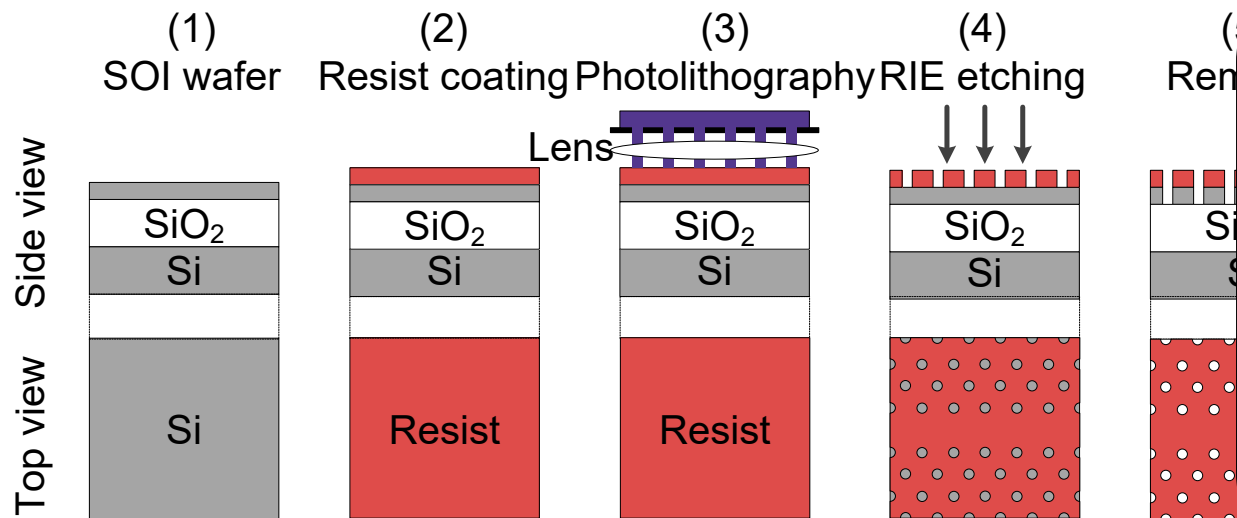 (1)
SOI wafer
(2)
Resist coating
(3)
Photolithography
(4)
RIE etching
Lens
Side view
SiO₂
Si
SiO₂
Si
SiO₂
Si
SiO₂
Si
Top view
Si
Resist
Resist